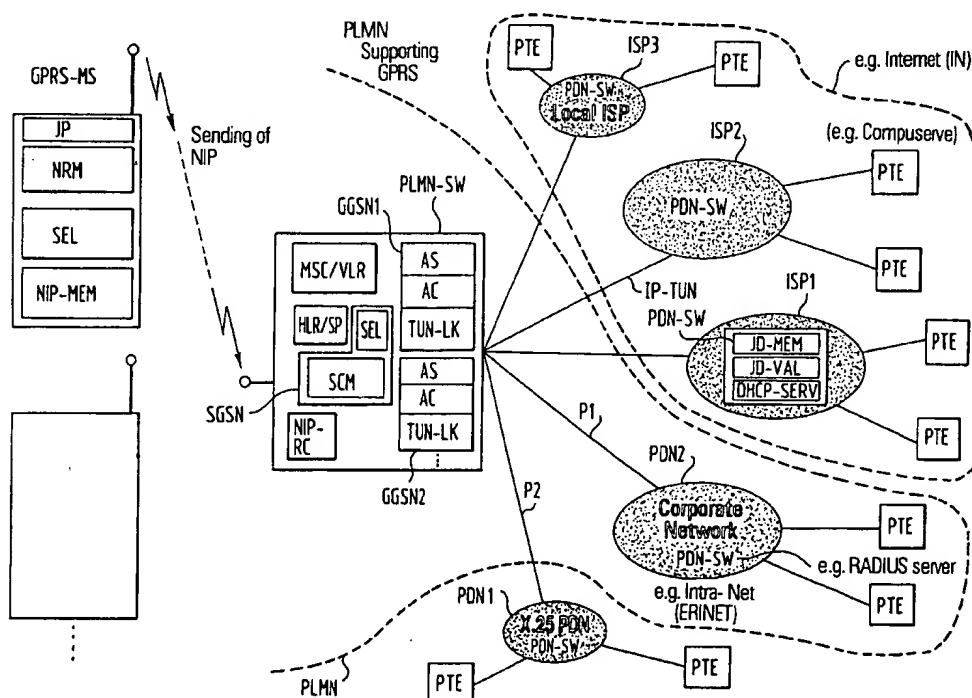 GPRS-MS
JP
NRM
SEL
NIP-MEM
Sending of
NIP
PLMN
Supporting
GPRS
PLMN-SW
GGSN1
MSC/VLR
HLR/SP
SEL
SCM
SGSN
NIP-
RC
AS
AC
TUN-LK
AS
AC
TUN-LK
GGSN2
PTE
ISP3
PTE
PDN-SW
Local ISP
e.g. Internet (IN)
ISP2
(e.g. Compuserve)
PTE
PDN-SW
PTE
IP-TUN
ISP1
PDN-SW
JD-MEM
JD-VAL
DHCP-SERV
PTE
PTE
P1
PDN2
P2
Corporate
Network
PDN-SW
PTE
e.g. RADIUS server
PTE
e.g. Intra- Net
(ERINET)
PDN1
X.25 PDN
PDN-SW
PTE
PTE
PLMN